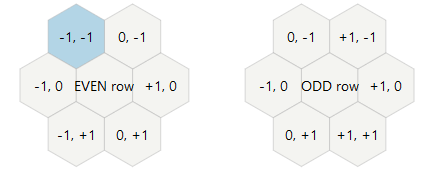 -1, -1 0, -1
-1, 0 EVEN row +1, 0
-1, +1 0, +1
0, -1 +1, -1
-1, 0 ODD row +1, 0
0, +1 +1, +1